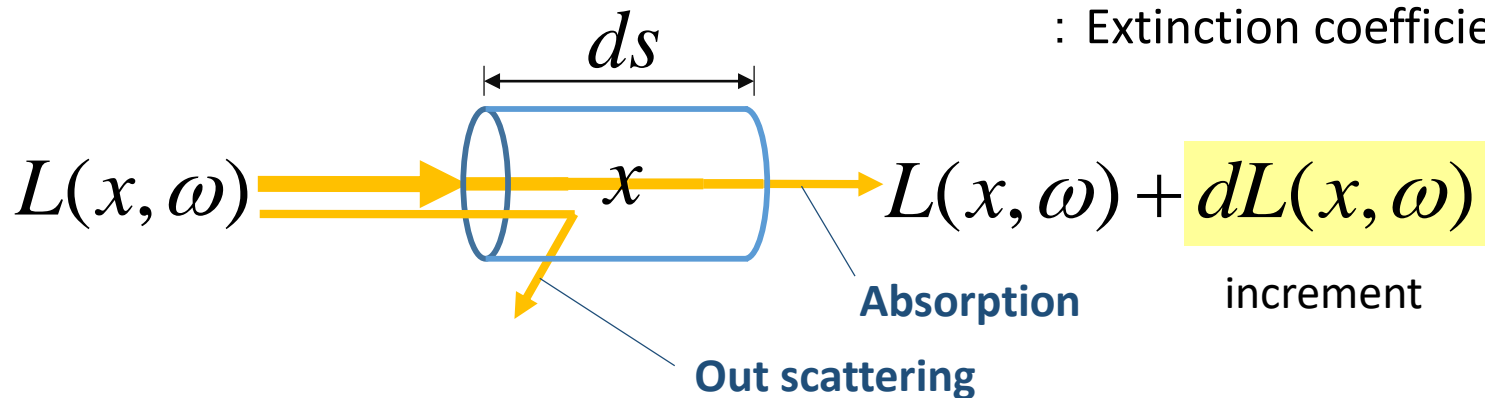 ds
: Extinction coefficie
L(x, ω)
x
L(x, ω) + dL(x, ω)
Absorption
increment
Out scattering